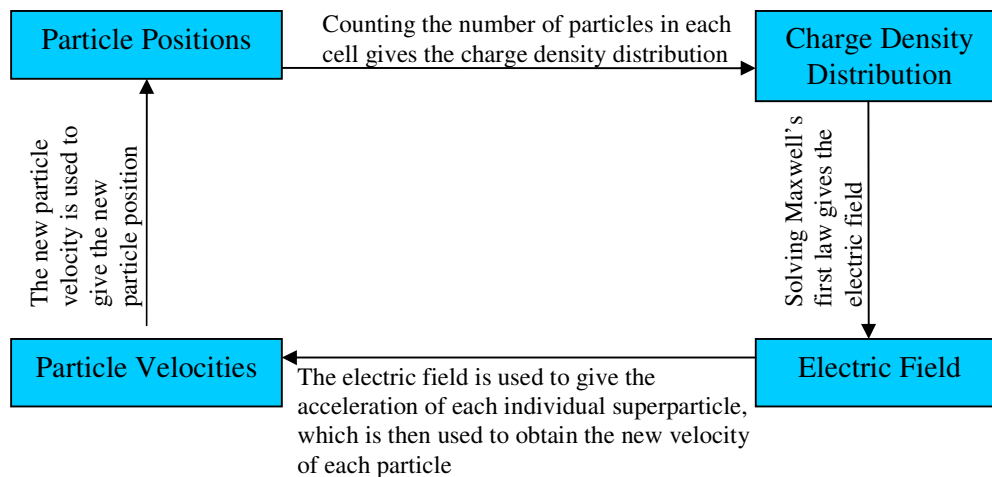 Particle Positions
Counting the number of particles in each
cell gives the charge density distribution
Charge Density
Distribution
Solving Maxwell's
first law gives the
electric field
Electric Field
The electric field is used to give the
acceleration of each individual superparticle,
which is then used to obtain the new velocity
of each particle
Particle Velocities
The new particle
velocity is used to
give the new
particle position